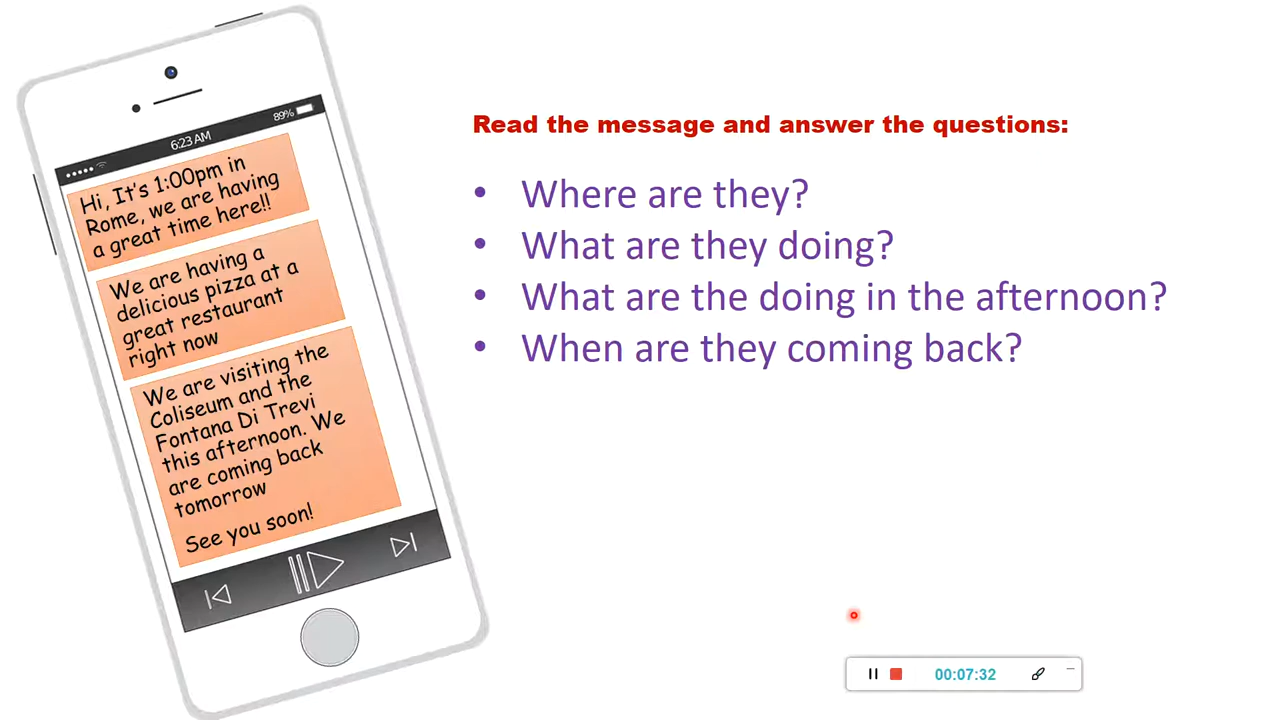 6:23 AM
89%
Hi, It's 1:00pm in
Rome, we are having
a great time here!!
We are having a
delicious pizza at a
great restaurant
right now
We are visiting the
Coliseum and the
Fontana Di Trevi
this afternoon. We
are coming back
tomorrow
See you soon!
Read the message and answer the questions:
• Where are they?
• What are they doing?
• What are the doing in the afternoon?
• When are they coming back?
00:07:32